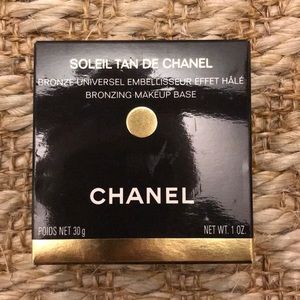 SOLEIL TAN DE CHANEL
BRONZE UNIVERSEL EMBELLISSEUR EFFET HÂLÉ
BRONZING MAKEUP BASE
CHANEL
POIDS NET 30 g NET WT. 1 OZ.